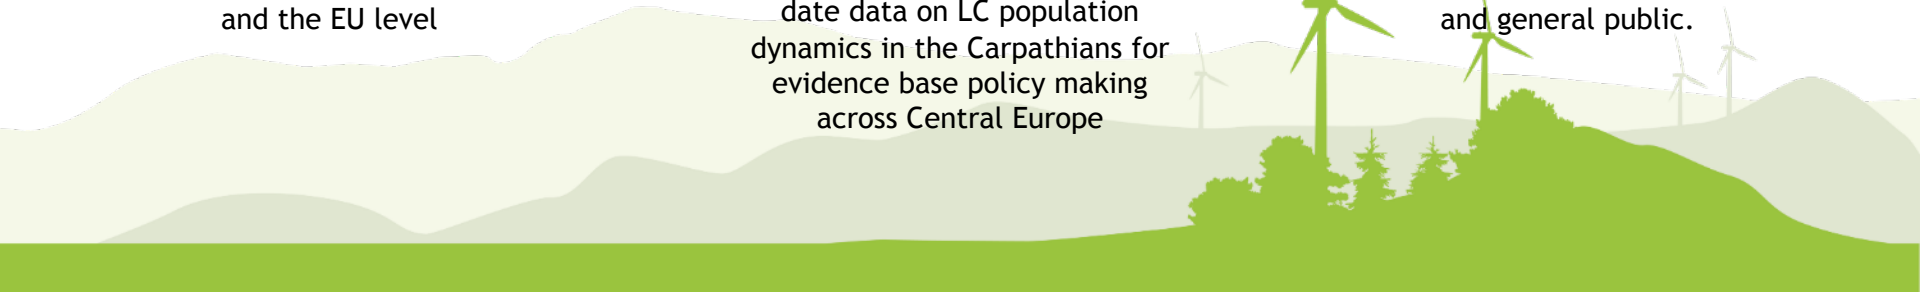 and the EU level
date data on LC population
dynamics in the Carpathians for
evidence base policy making
across Central Europe
and general public.